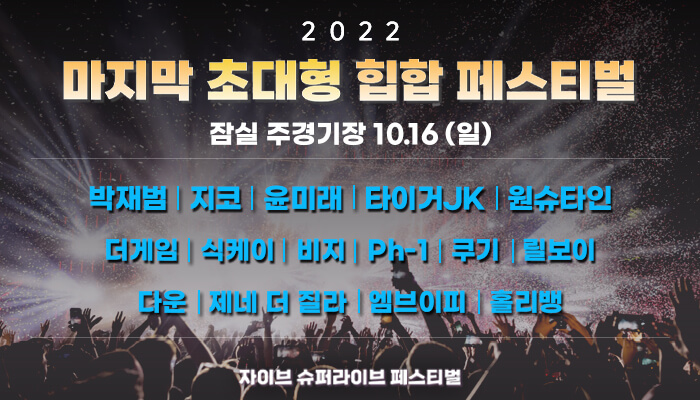 2022
마지막 초대형 힙합 페스티벌
잠실 주경기장 10.16 (일)
박재범 | 지코 | 윤미래 | 타이거JK | 원슈타인
더게임 | 식케이 | 비지 | Ph-1 | 쿠기 | 릴보이
다운 | 제네 더 질라 | 엠브이피 | 홀리뱅
자이브 슈퍼라이브 페스티벌